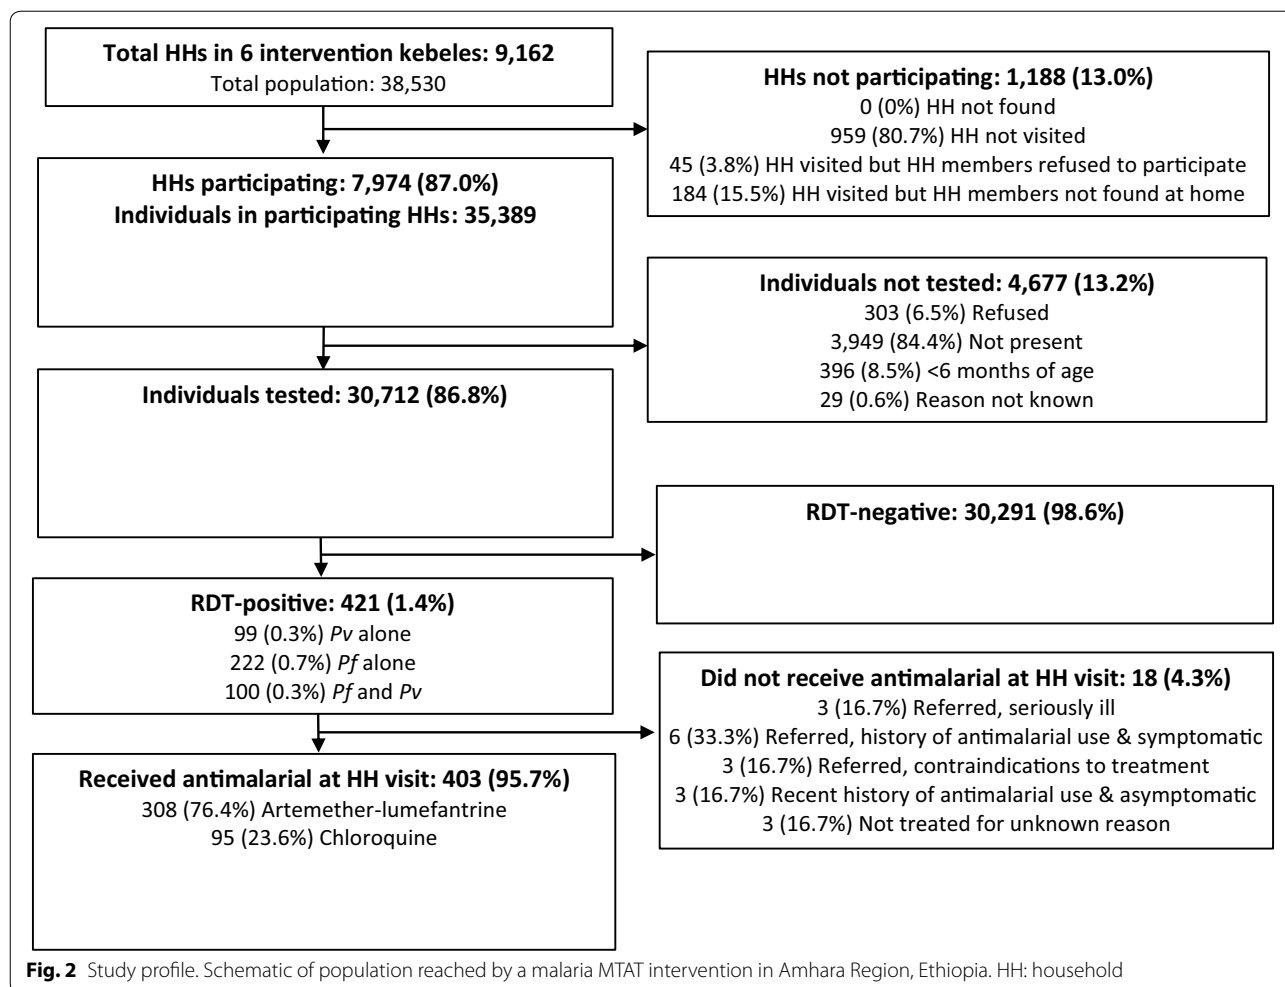 Total HHs in 6 intervention kebeles: 9,162
Total population: 38,530
HHs not participating: 1,188 (13.0%)
0 (0%) HH not found
959 (80.7%) HH not visited
45 (3.8%) HH visited but HH members refused to participate
184 (15.5%) HH visited but HH members not found at home
HHs participating: 7,974 (87.0%)
Individuals in participating HHs: 35,389
Individuals not tested: 4,677 (13.2%)
303 (6.5%) Refused
3,949 (84.4%) Not present
396 (8.5%) <6 months of age
29 (0.6%) Reason not known
Individuals tested: 30,712 (86.8%)
RDT-negative: 30,291 (98.6%)
RDT-positive: 421 (1.4%)
99 (0.3%) Pv alone
222 (0.7%) Pf alone
100 (0.3%) Pf and Pv
Did not receive antimalarial at HH visit: 18 (4.3%)
3 (16.7%) Referred, seriously ill
6 (33.3%) Referred, history of antimalarial use & symptomatic
3 (16.7%) Referred, contraindications to treatment
3 (16.7%) Recent history of antimalarial use & asymptomatic
3 (16.7%) Not treated for unknown reason
Received antimalarial at HH visit: 403 (95.7%)
308 (76.4%) Artemether-lumefantrine
95 (23.6%) Chloroquine
Fig. 2 Study profile. Schematic of population reached by a malaria MTAT intervention in Amhara Region, Ethiopia. HH: household